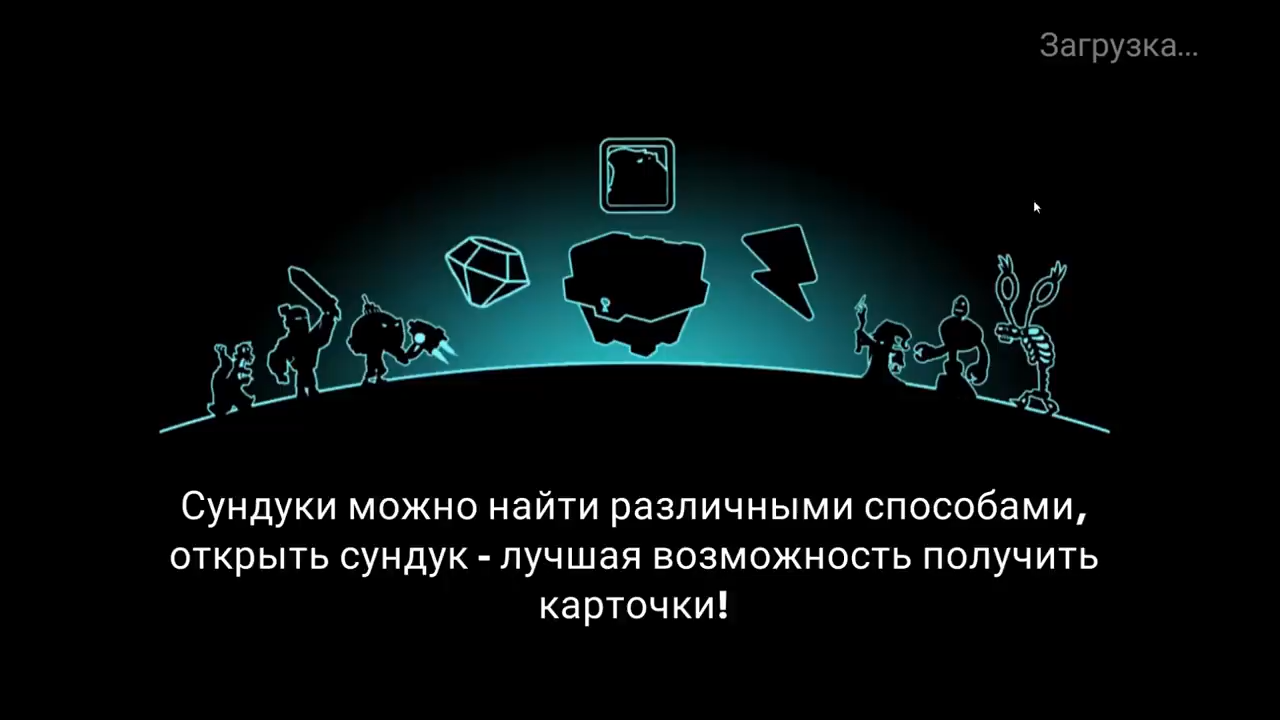 Загрузка...
Сундуки можно найти различными способами,
открыть сундук - лучшая возможность получить
карточки!